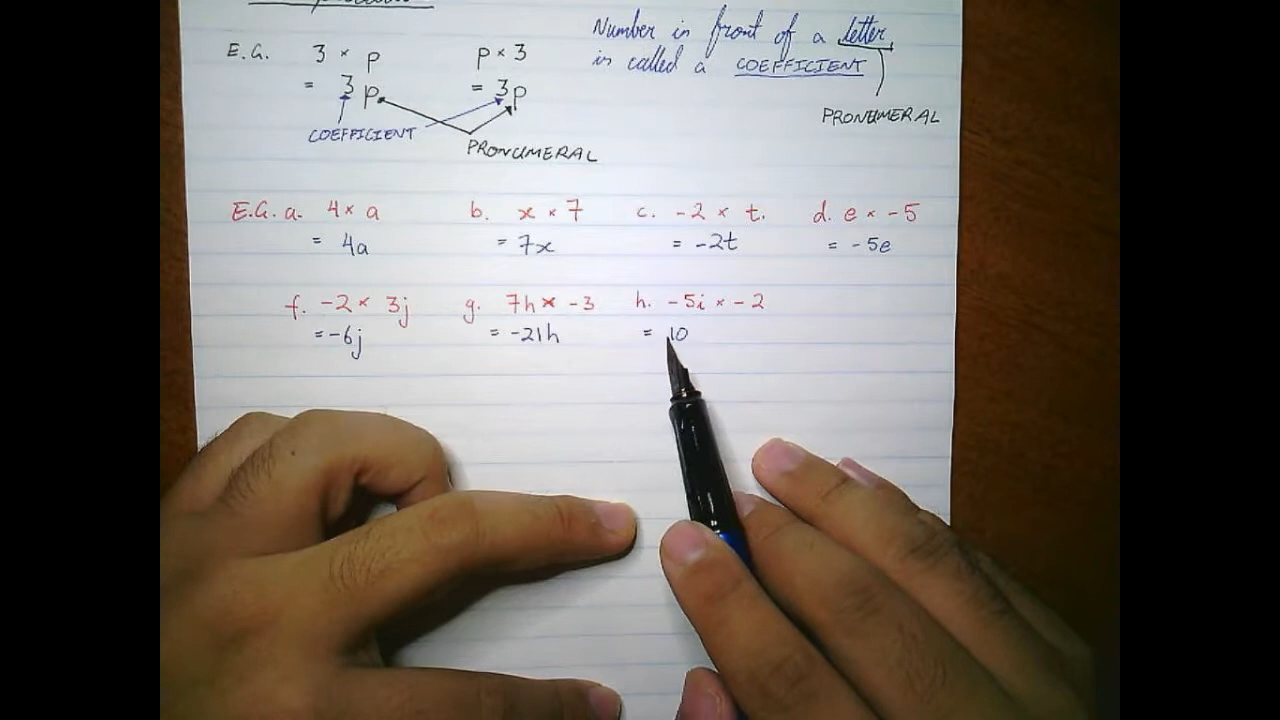 Number in front of a letter
is called a COEFFICIENT
PRONUMERAL
E.G. 3 × p p × 3
= 3p = 3p
COEFFICIENT
PRONUMERAL
E.G. a. 4 × a b. x × 7 c. -2 × t. d. e × -5
= 4a = 7x = -2t = -5e
f. -2 × 3j g. 7h × -3 h. -5i × -2
= -6j = -21h = 10